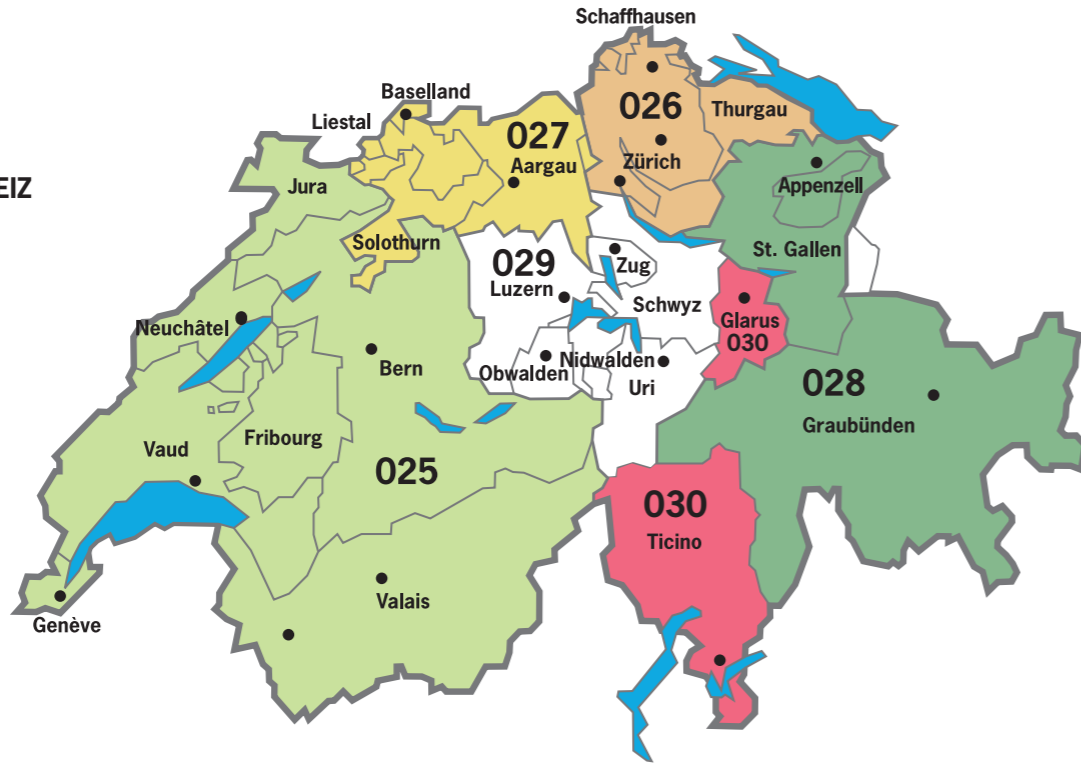 Schaffhausen
Baselland
Liestal
026
Thurgau
027
Aargau
Zürich
EIZ
Jura
Appenzell
Solothurn
029
St. Gallen
Zug
Luzern
Schwyz
Neuchâtel
Glarus
030
Nidwalden
Bern
Obwalden
Uri
028
Graubünden
Fribourg
Vaud
025
030
Ticino
Valais
Genève